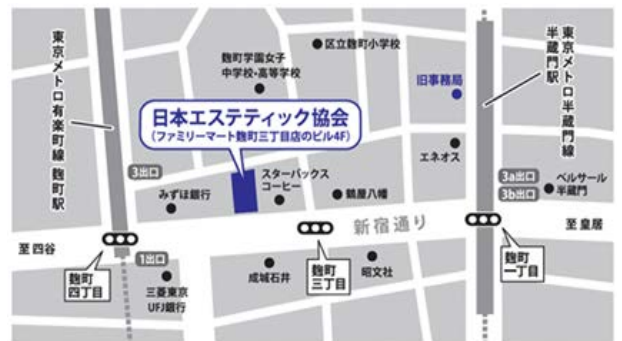 東京メトロ有楽町線 麹町駅
麹町学園女子
中学校・高等学校
区立麹町小学校
旧事務局
東京メトロ半蔵門線
半蔵門駅
日本エステティック協会
(ファミリーマート麹町三丁目店のビル4F)
エネオス
3出口
みずほ銀行
スターバックス
コーヒー
鶴屋八幡
3a出口
3b出口
ベルサール
半蔵門
新宿通り
至 皇居
至 四谷
麹町
四丁目
1出口
三菱東京
UFJ銀行
成城石井
麹町
三丁目
昭文社
麹町
一丁目